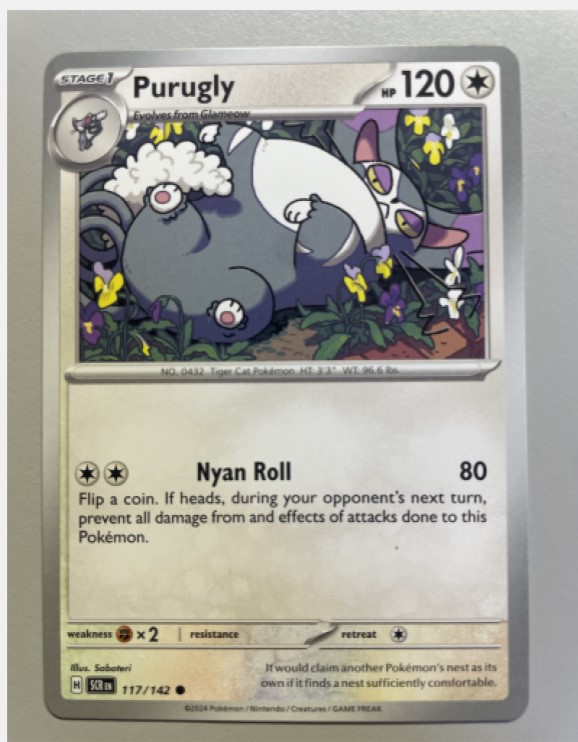 STAGE 1
Purugly
HP 120
Evolves from Glameow
NO. 0432 Tiger Cat Pokémon HT: 3'3" WT: 96.6 lbs.
Nyan Roll 80
Flip a coin. If heads, during your opponent's next turn,
prevent all damage from and effects of attacks done to this
Pokémon.
weakness ×2 resistance retreat
Illus. Saboteri
It would claim another Pokémon's nest as its
own if it finds a nest sufficiently comfortable.
H SCR EN 117/142
©2024 Pokémon / Nintendo / Creatures / GAME FREAK